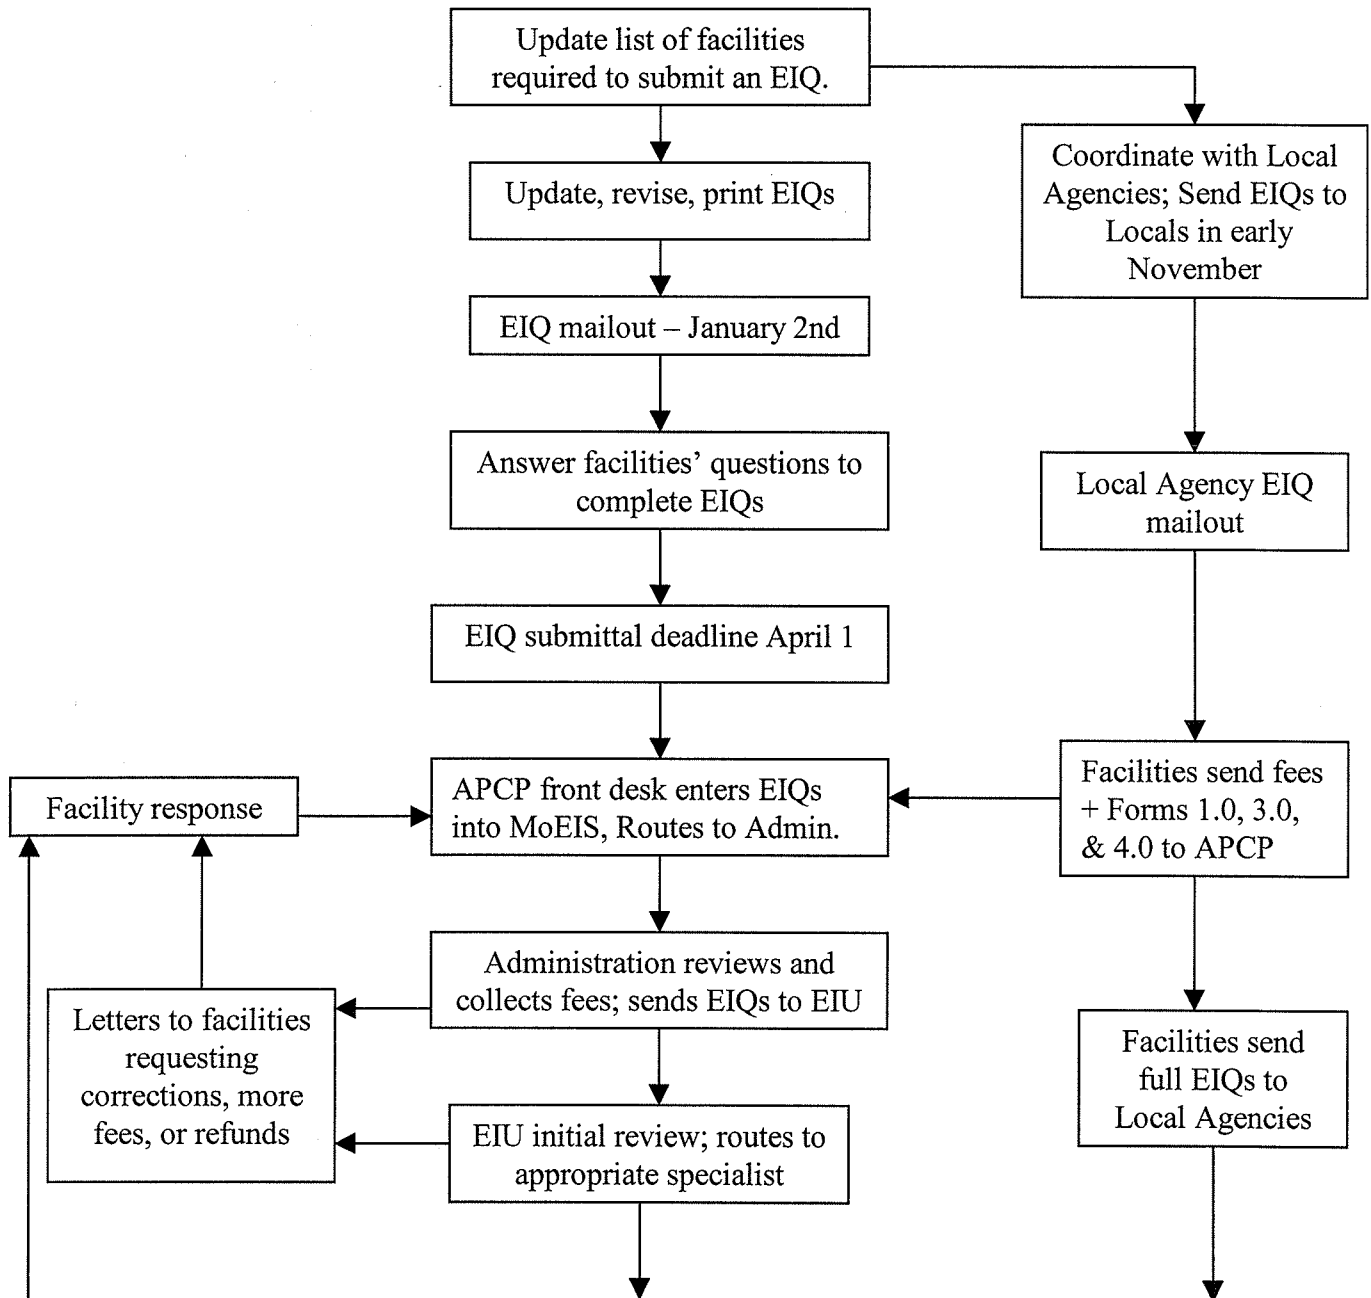 Update list of facilities
required to submit an EIQ.
Update, revise, print EIQs
Coordinate with Local
Agencies; Send EIQs to
Locals in early
November
EIQ mailout – January 2nd
Answer facilities’ questions to
complete EIQs
Local Agency EIQ
mailout
EIQ submittal deadline April 1
Facility response
APCP front desk enters EIQs
into MoEIS, Routes to Admin.
Facilities send fees
+ Forms 1.0, 3.0,
& 4.0 to APCP
Administration reviews and
collects fees; sends EIQs to EIU
Letters to facilities
requesting
corrections, more
fees, or refunds
Facilities send
full EIQs to
Local Agencies
EIU initial review; routes to
appropriate specialist